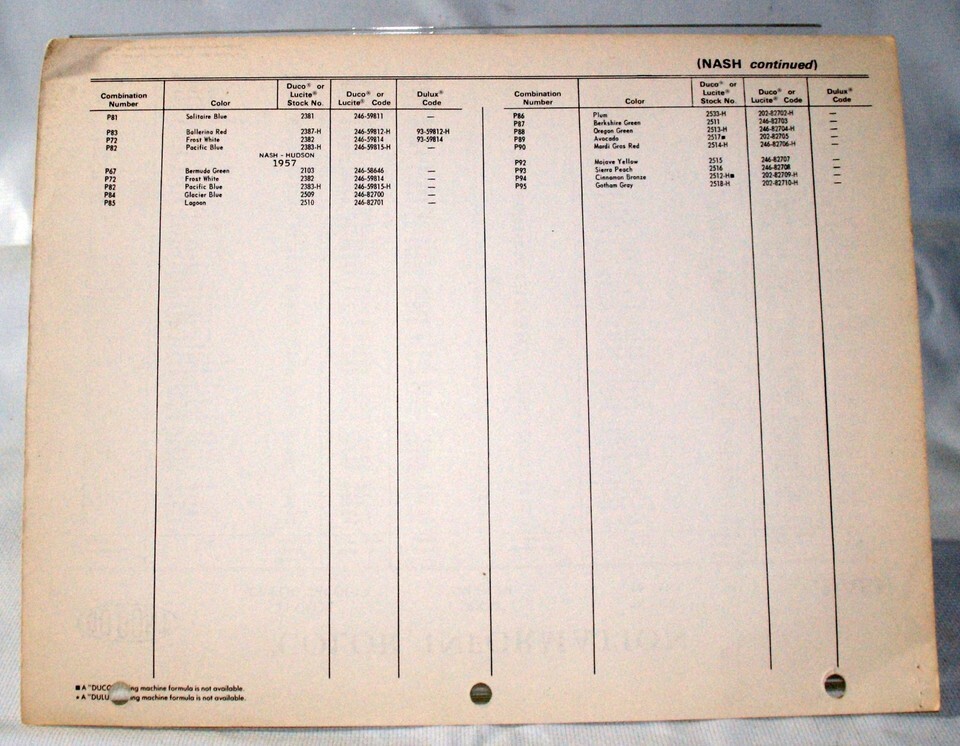 (NASH continued)
Combination Number Color Duco® or Lucite® Stock No. Duco® or Lucite® Code Dulux® Code
P81 Solitaire Blue 2381 246-59811 —
P83 Ballerina Red 2387-H 246-59812-H 93-59812-H
P72 Frost White 2382 246-59814 93-59814
P82 Pacific Blue 2383-H 246-59815-H —
NASH - HUDSON
1957
P67 Bermuda Green 2103 246-58646 —
P72 Frost White 2382 246-59814 —
P82 Pacific Blue 2383-H 246-59815-H —
P84 Glacier Blue 2509 246-82700 —
P85 Lagoon 2510 246-82701 —
Combination Number Color Duco® or Lucite® Stock No. Duco® or Lucite® Code Dulux® Code
P86 Plum 2533-H 202-82702-H —
P87 Berkshire Green 2511 246-82703 —
P88 Oregon Green 2513-H 246-82704-H —
P89 Avocado 2517■ 202-82705 —
P90 Mardi Gras Red 2514-H 246-82706-H —
P92 Mojave Yellow 2515 246-82707 —
P93 Sierra Peach 2516 246-82708 —
P94 Cinnamon Bronze 2512-H■ 202-82709-H —
P95 Gotham Gray 2518-H 202-82710-H —
■ A "DUCO ng machine formula is not available.
★ A "DULU ng machine formula is not available.